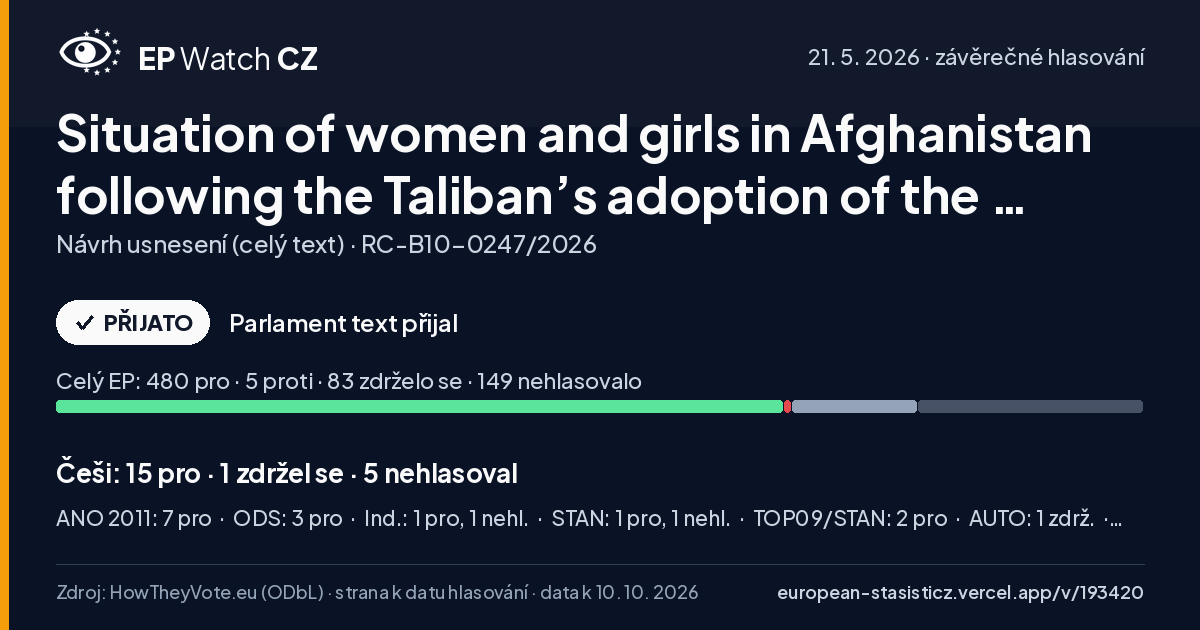 EP Watch CZ
21. 5. 2026 · závěrečné hlasování
Situation of women and girls in Afghanistan
following the Taliban’s adoption of the …
Návrh usnesení (celý text) · RC-B10-0247/2026
✓ PŘIJATO
Parlament text přijal
Celý EP: 480 pro · 5 proti · 83 zdrželo se · 149 nehlasovalo
Češi: 15 pro · 1 zdržel se · 5 nehlasoval
ANO 2011: 7 pro · ODS: 3 pro · Ind.: 1 pro, 1 nehl. · STAN: 1 pro, 1 nehl. · TOP09/STAN: 2 pro · AUTO: 1 zdrž. ·…
Zdroj: HowTheyVote.eu (ODbL) · strana k datu hlasování · data k 10. 10. 2026
european-stasisticz.vercel.app/v/193420